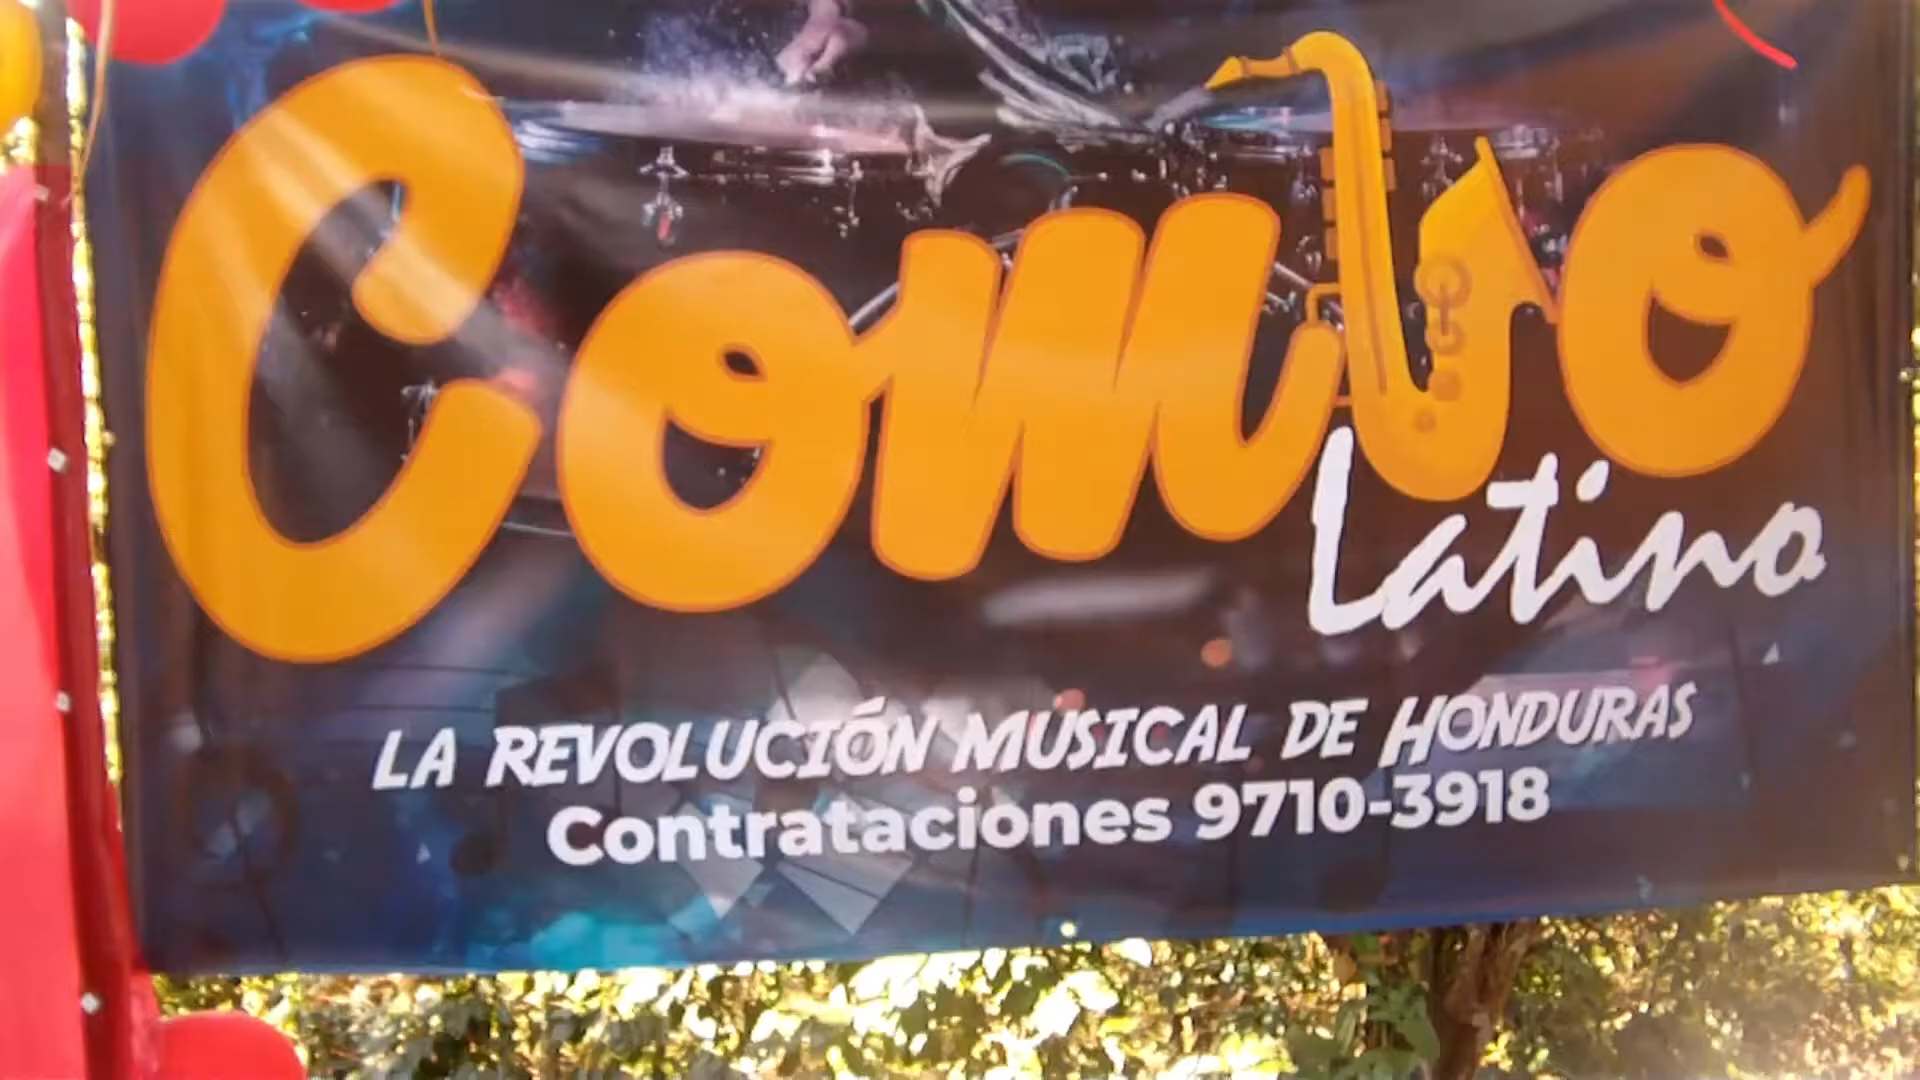 Combo
Latino
LA REVOLUCIÓN MUSICAL DE HONDURAS
Contrataciones 9710-3918